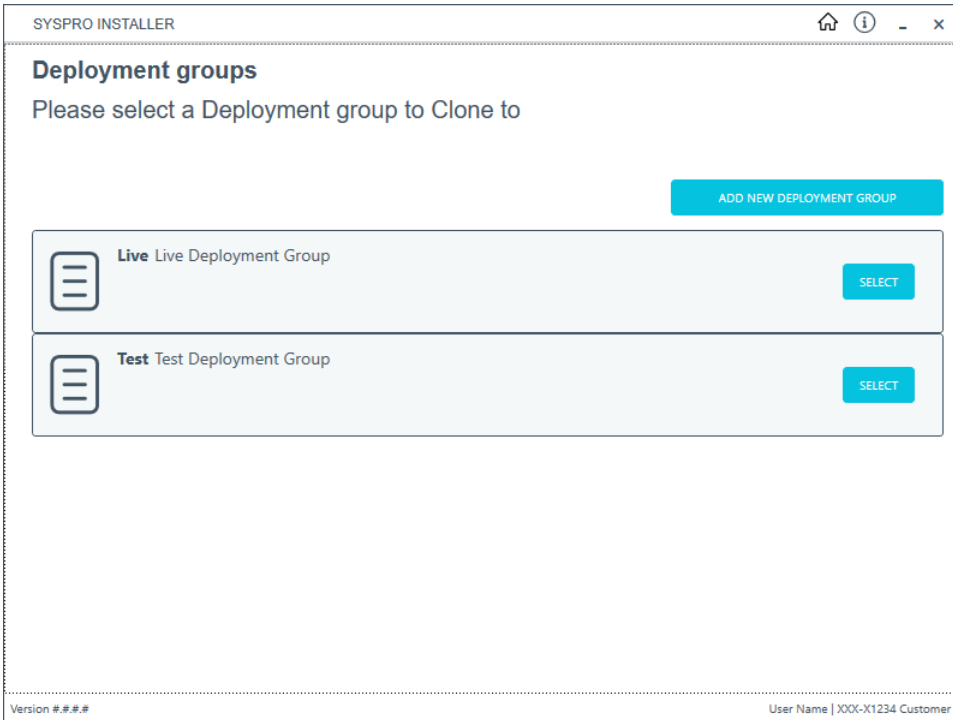 SYSPRO INSTALLER
Deployment groups
Please select a Deployment group to Clone to
ADD NEW DEPLOYMENT GROUP
Live Live Deployment Group
SELECT
Test Test Deployment Group
SELECT
Version #.#.#.#
User Name | XXX-X1234 Customer